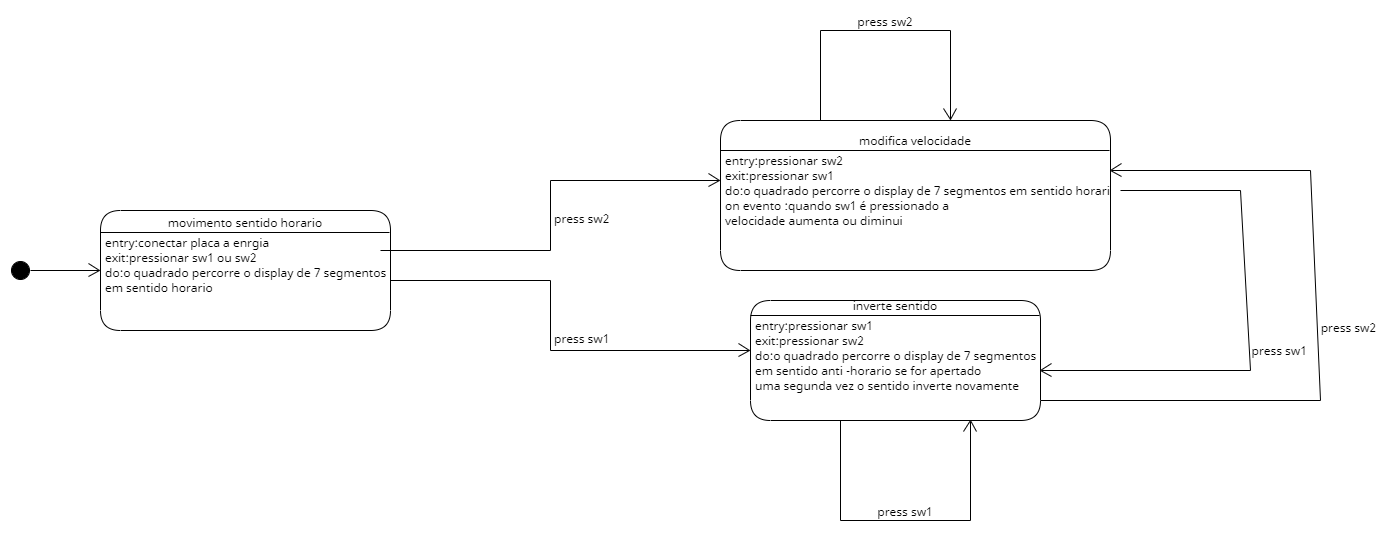 press sw2
modifica velocidade
entry:pressionar sw2
exit:pressionar sw1
do:o quadrado percorre o display de 7 segmentos em sentido horari
on evento :quando sw1 é pressionado a
velocidade aumenta ou diminui
press sw2
movimento sentido horario
entry:conectar placa a enrgia
exit:pressionar sw1 ou sw2
do:o quadrado percorre o display de 7 segmentos
em sentido horario
press sw1
inverte sentido
entry:pressionar sw1
exit:pressionar sw2
do:o quadrado percorre o display de 7 segmentos
em sentido anti -horario se for apertado
uma segunda vez o sentido inverte novamente
press sw1
press sw2
press sw1